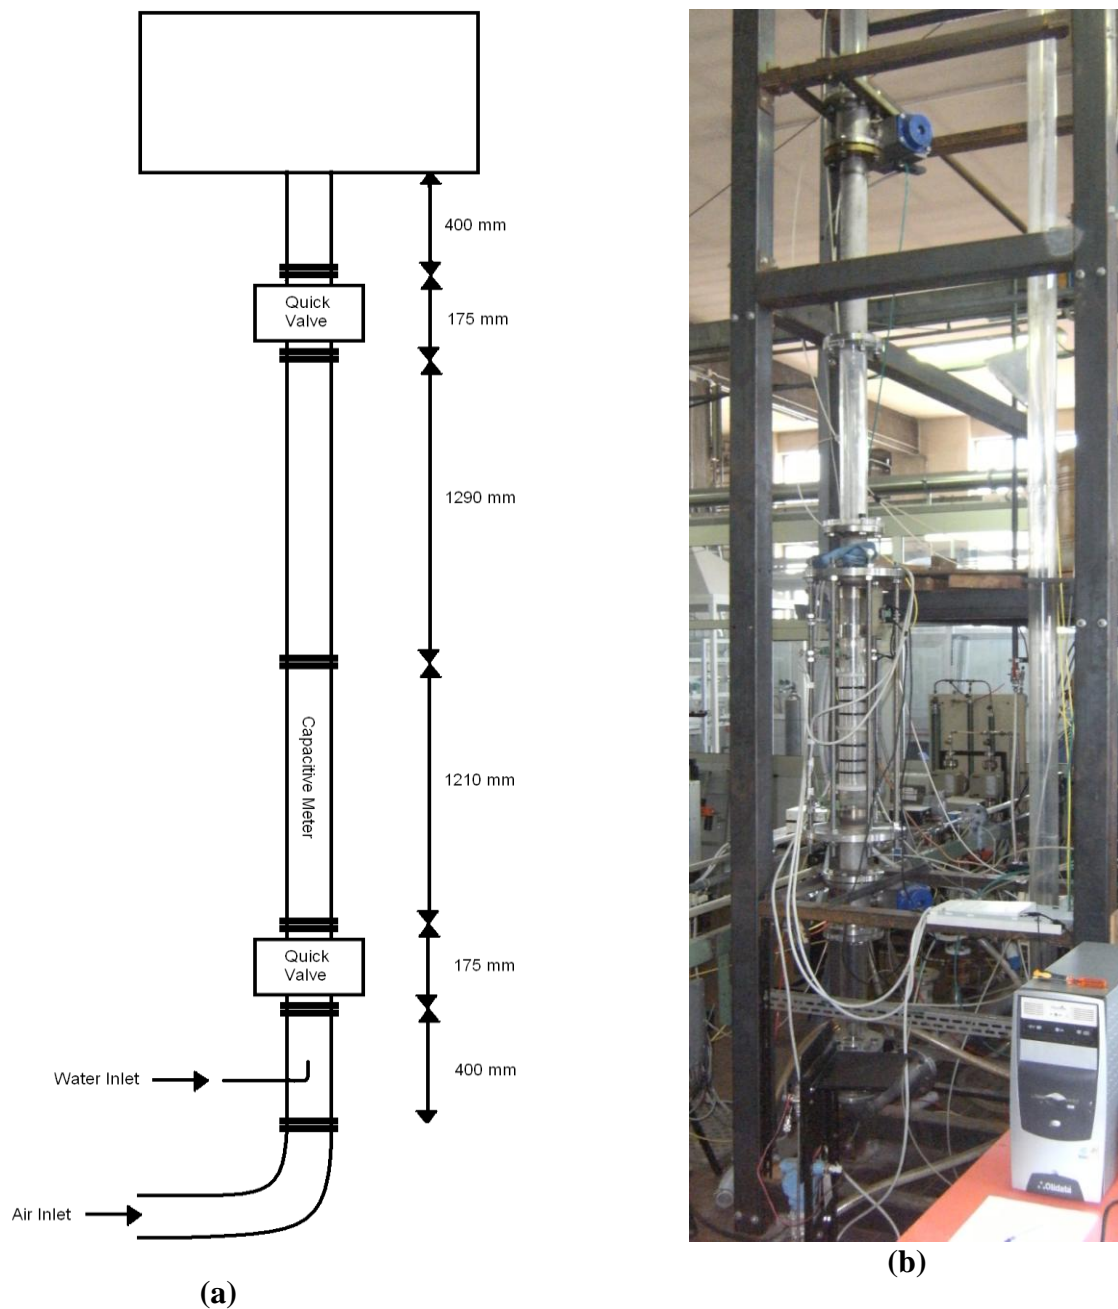 400 mm
Quick
Valve
175 mm
1290 mm
Capacitive Meter
1210 mm
Quick
Valve
175 mm
Water Inlet
400 mm
Air Inlet
Olidata
(a)
(b)